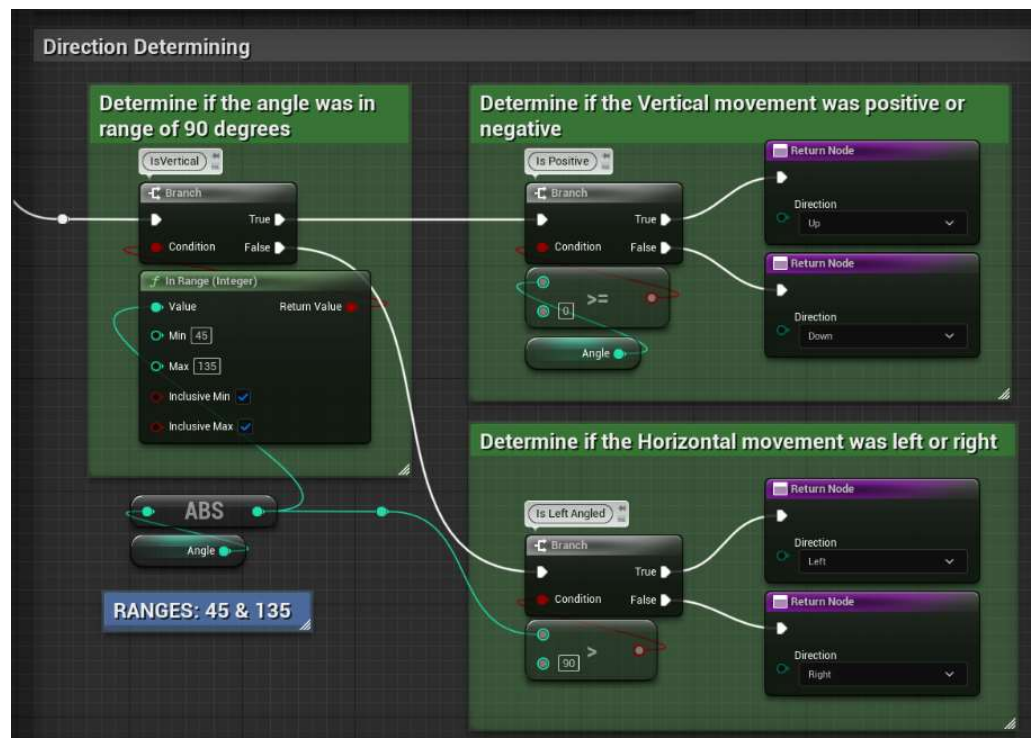 Direction Determining
Determine if the angle was in
range of 90 degrees
IsVertical
Branch
True
Condition
False
In Range (Integer)
Value
Return Value
Min 45
Max 135
Inclusive Min
Inclusive Max
ABS
Angle
RANGES: 45 & 135
Determine if the Vertical movement was positive or
negative
Is Positive
Branch
True
Condition
False
0
>=
Angle
Return Node
Direction
Up
Return Node
Direction
Down
Determine if the Horizontal movement was left or right
Is Left Angled
Branch
True
Condition
False
90
>
Return Node
Direction
Left
Return Node
Direction
Right